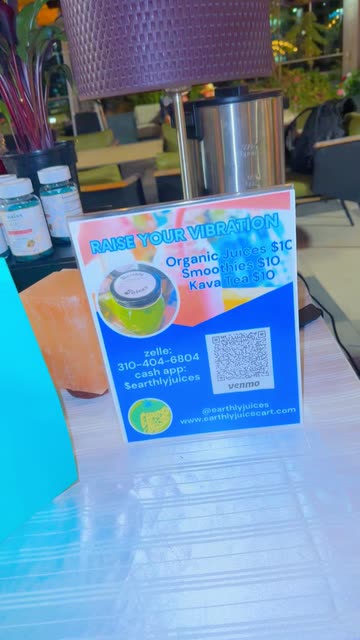 RAISE YOUR VIBRATION
Organic Juices $10
Smoothies $10
Kava Tea $10
zelle:
310-404-6804
cash app:
$earthlyjuices
venmo
@earthlyjuices
www.earthlyjuicecart.com